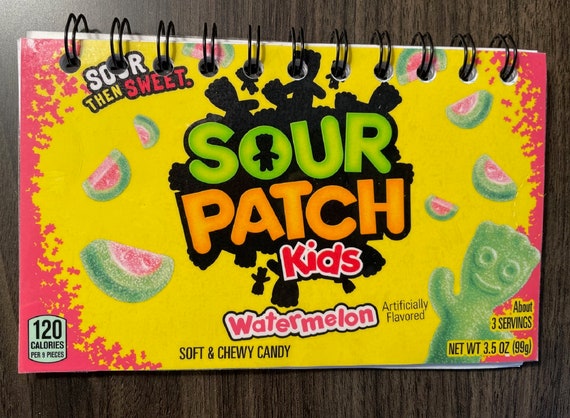 SOUR
THEN SWEET.
SOUR
PATCH
Kids
Watermelon
Artificially
Flavored
SOFT & CHEWY CANDY
120
CALORIES
PER 9 PIECES
About
3 SERVINGS
NET WT 3.5 OZ (99g)